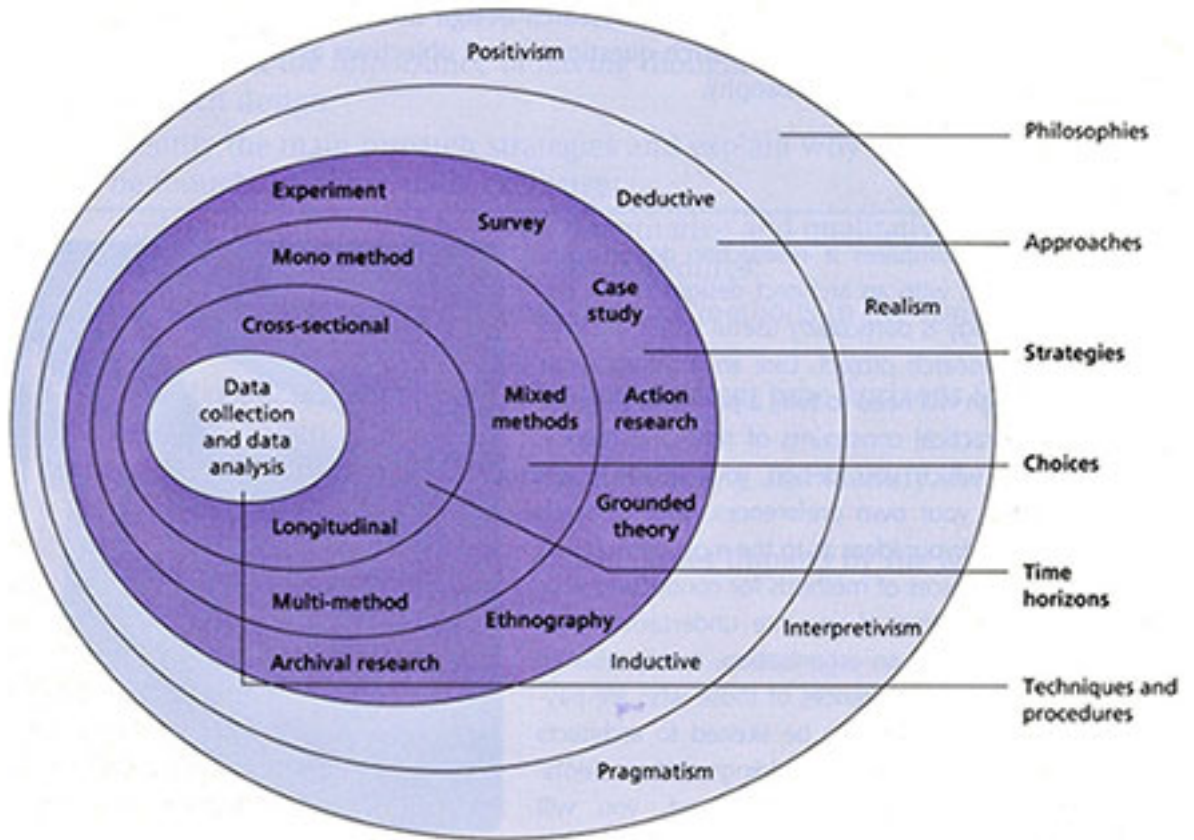 Positivism
Philosophies
Experiment
Deductive
Survey
Approaches
Mono method
Case
study
Realism
Cross-sectional
Strategies
Data
collection
and data
analysis
Mixed
methods
Action
research
Choices
Grounded
theory
Longitudinal
Time
horizons
Multi-method
Ethnography
Interpretivism
Archival research
Inductive
Techniques and
procedures
Pragmatism